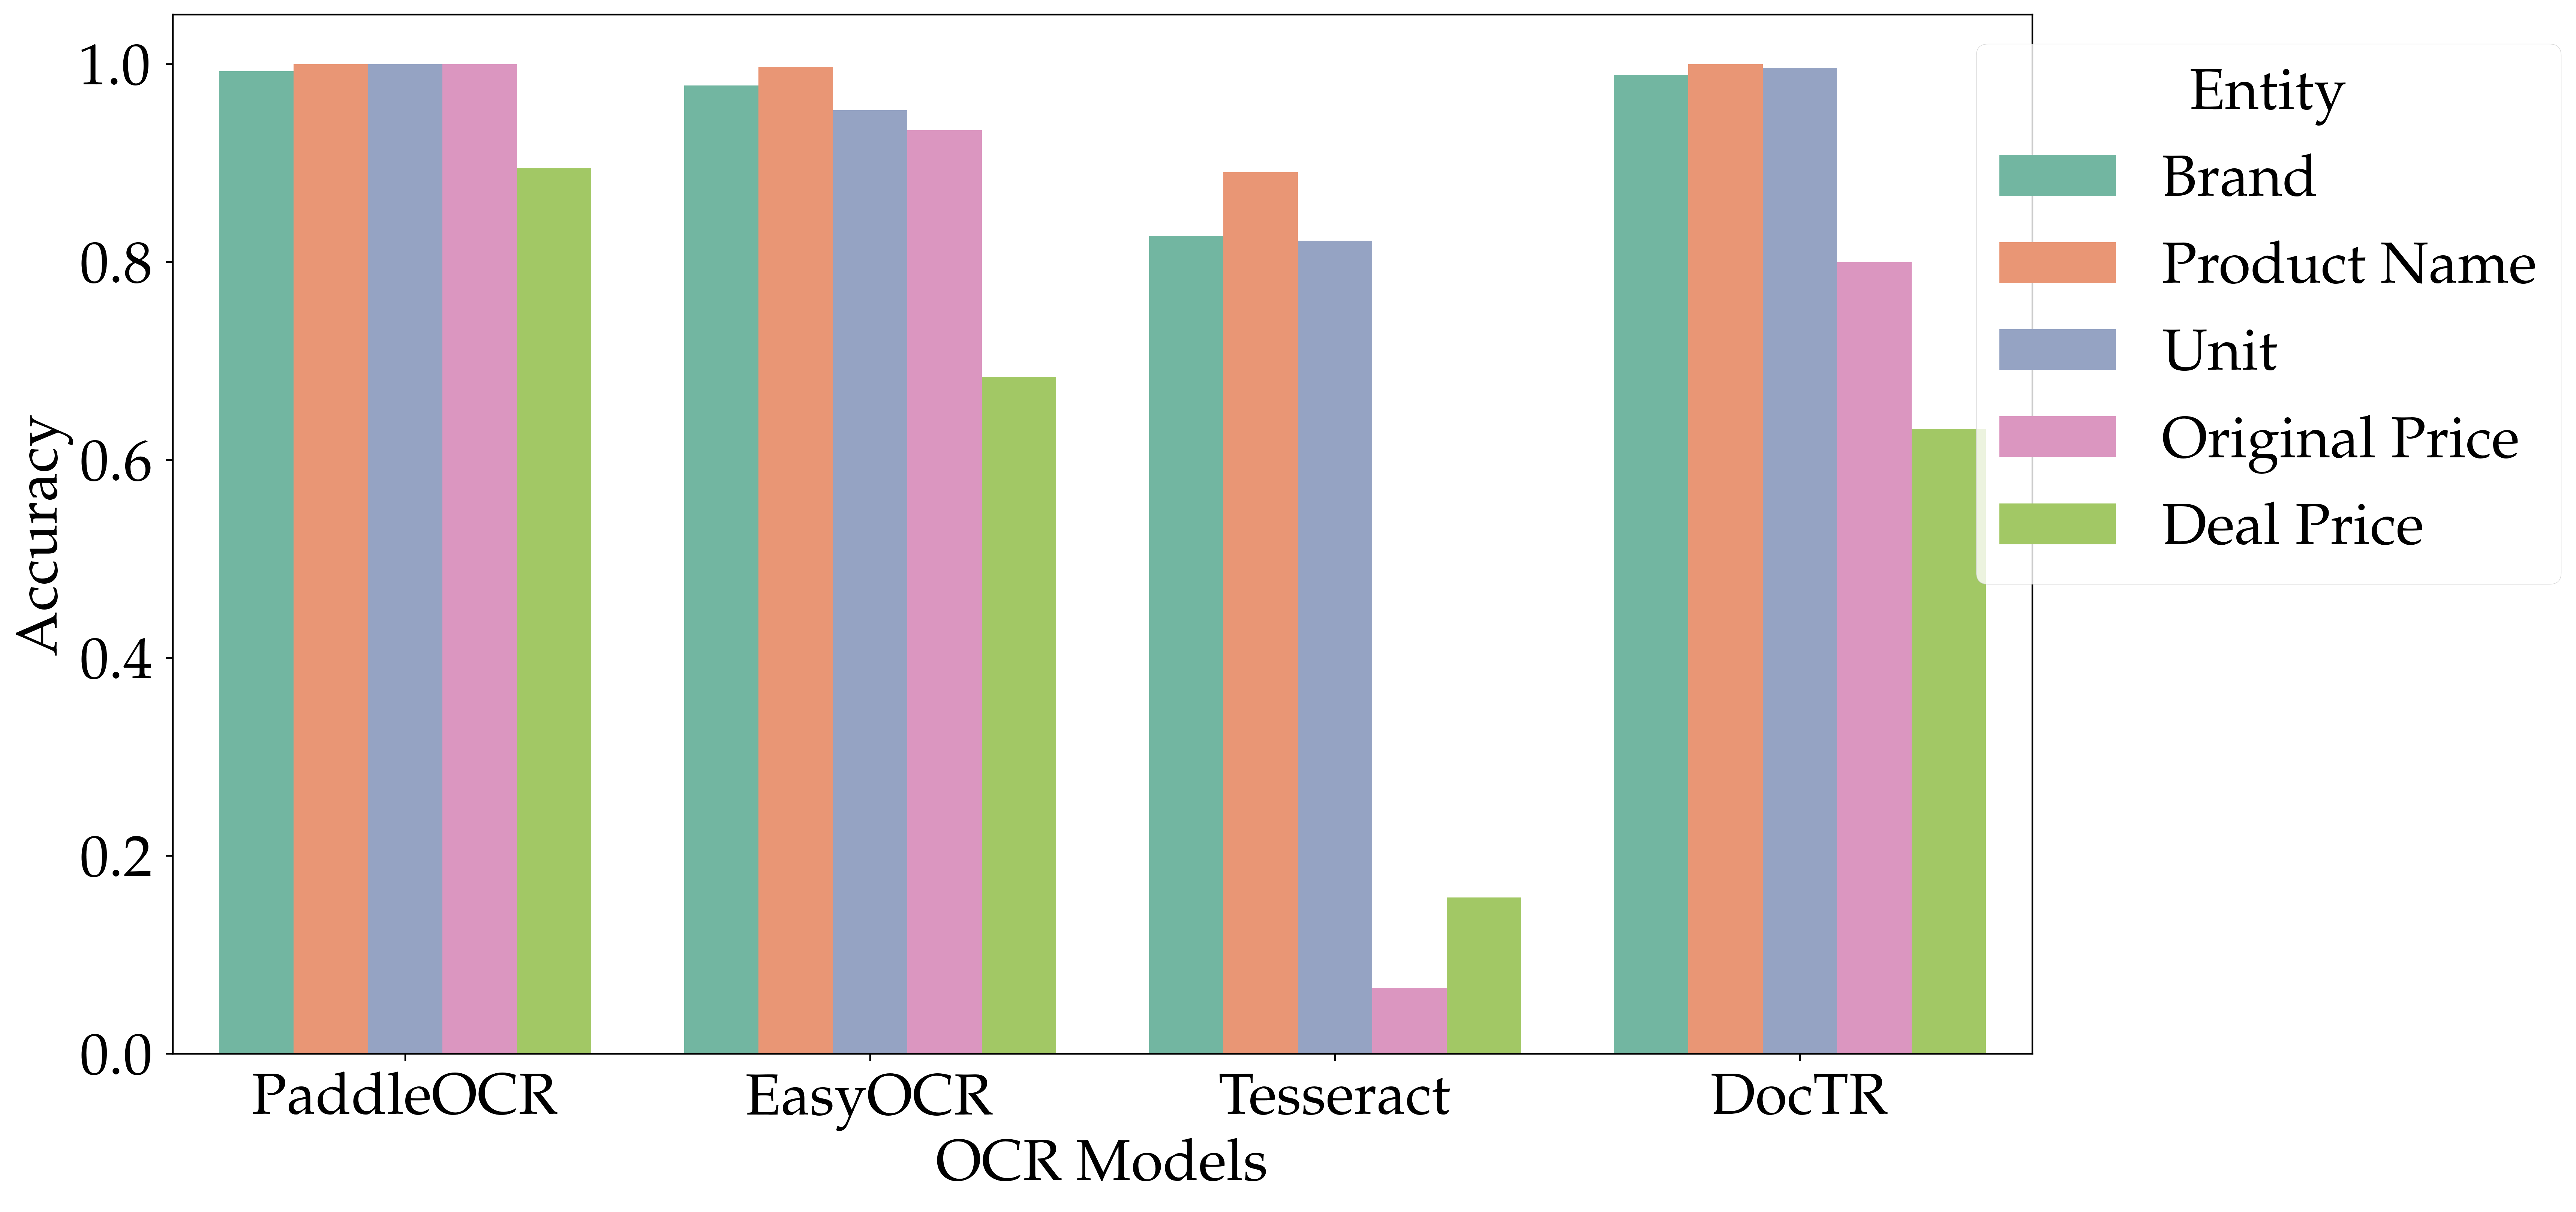 1.0
0.8
0.6
0.4
0.2
0.0
Accuracy
PaddleOCR
EasyOCR
Tesseract
DocTR
OCR Models
Entity
Brand
Product Name
Unit
Original Price
Deal Price